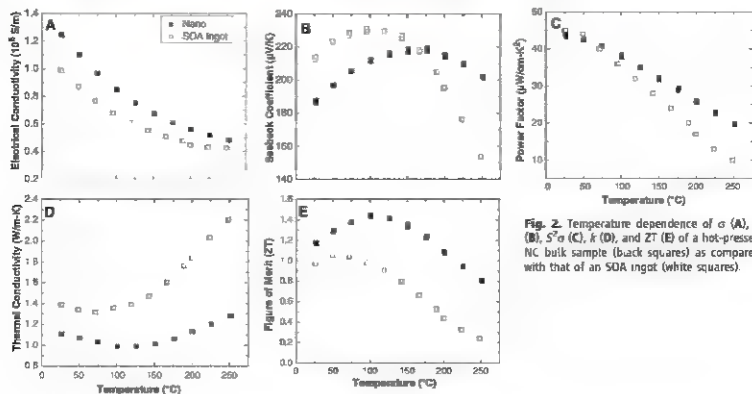 A
Nano
SOA Ingot
Electrical Conductivity (10⁵ S/m)
1.4
1.2
1.0
0.8
0.6
0.4
0.2
B
Seebeck Coefficient (μV/K)
240
220
200
180
160
140
C
Power Factor (μW/cm-K²)
50
40
30
20
10
0 50 100 150 200 250
Temperature (°C)
D
Thermal Conductivity (W/m-K)
2.4
2.2
2.0
1.8
1.6
1.4
1.2
1.0
0.8
0 50 100 150 200 250
Temperature (°C)
E
Figure of Merit (ZT)
1.6
1.4
1.2
1.0
0.8
0.6
0.4
0.2
0.0
0 50 100 150 200 250
Temperature (°C)
Fig. 2. Temperature dependence of σ (A),
(B), S²σ (C), k (D), and ZT (E) of a hot-presse
NC bulk sample (black squares) as compare
with that of an SOA ingot (white squares).